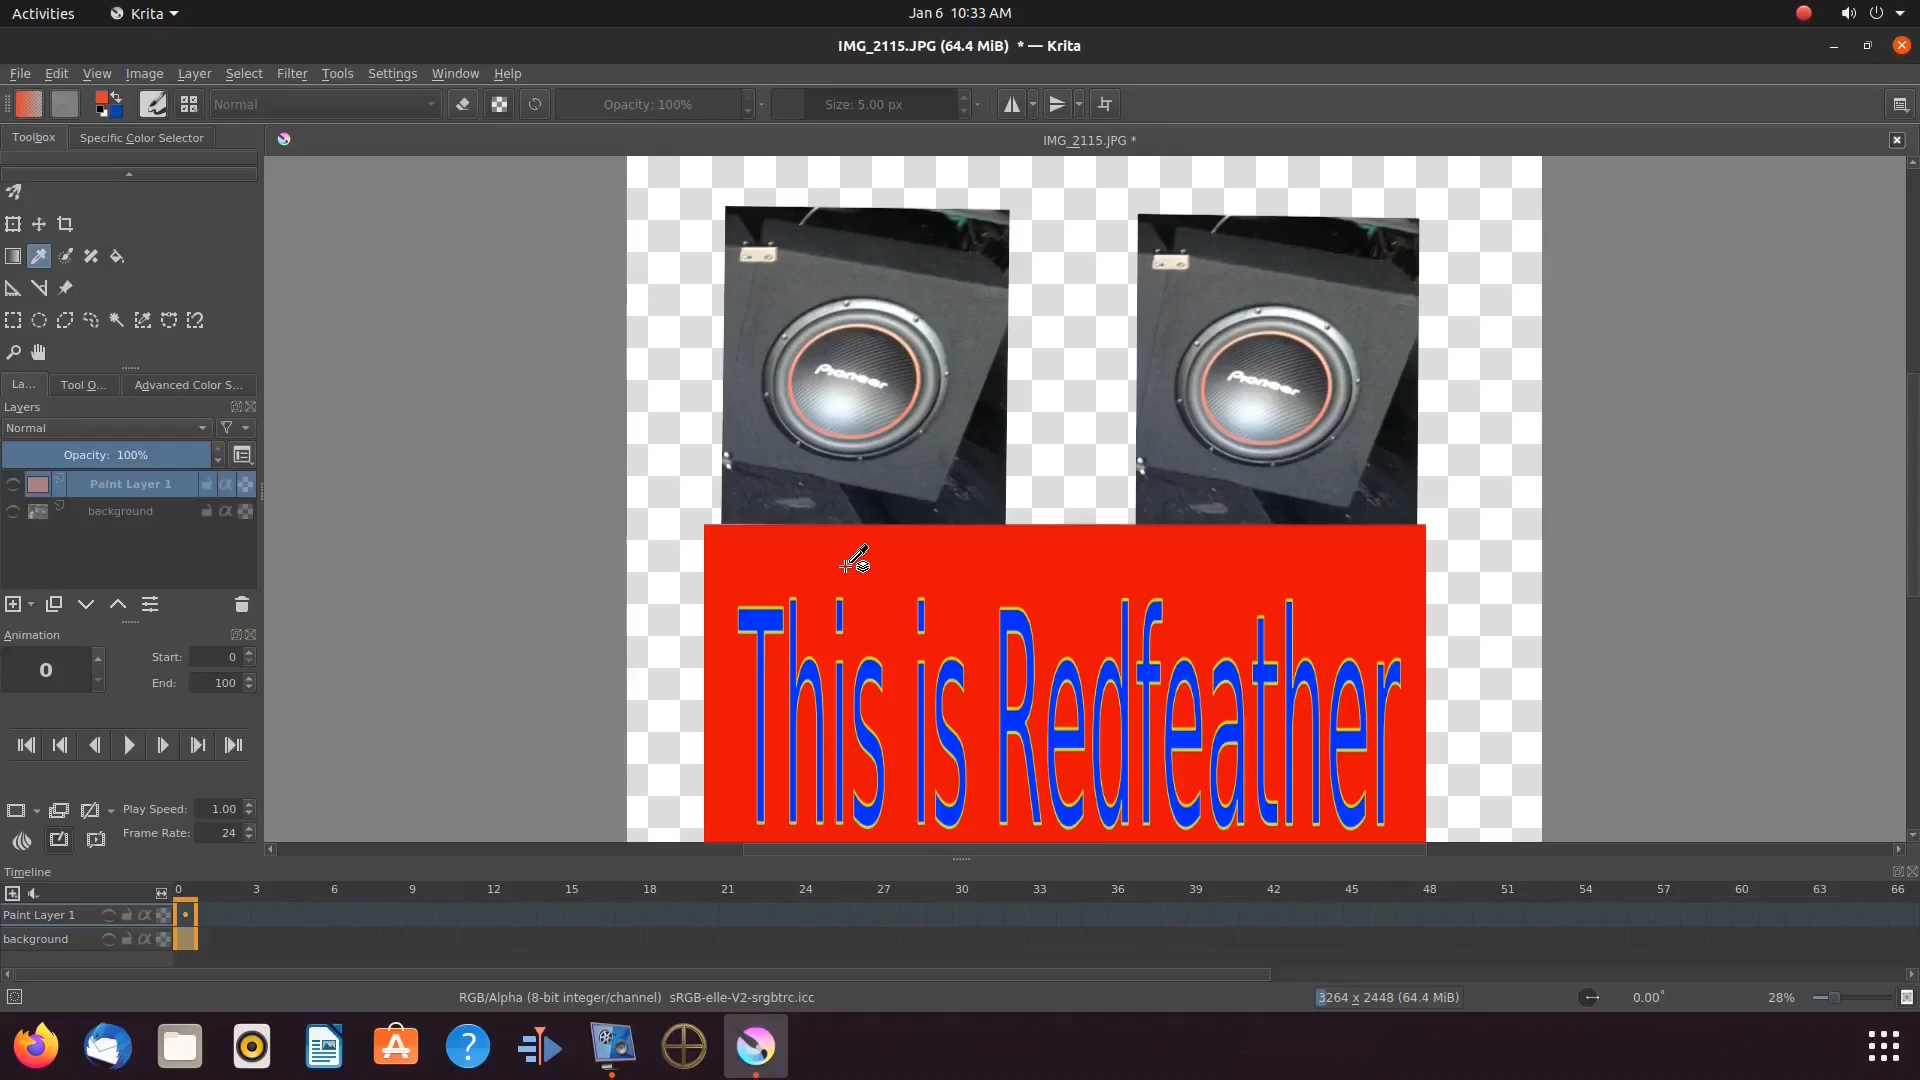 Activities
Krita
Jan 6 10:33 AM
IMG_2115.JPG (64.4 MiB) * — Krita
File Edit View Image Layer Select Filter Tools Settings Window Help
Normal
Opacity: 100%
Size: 5.00 px
Toolbox
Specific Color Selector
IMG_2115.JPG *
Pioneer
Pioneer
La...
Tool O...
Advanced Color S...
Layers
Normal
Opacity: 100%
Paint Layer 1
background
This is Redfeather
Animation
0
Start: 0
End: 100
Play Speed: 1.00
Frame Rate: 24
Timeline
0 3 6 9 12 15 18 21 24 27 30 33 36 39 42 45 48 51 54 57 60 63 66
Paint Layer 1
background
RGB/Alpha (8-bit integer/channel) sRGB-elle-V2-srgbtrc.icc
3264 x 2448 (64.4 MiB)
0.00°
28%